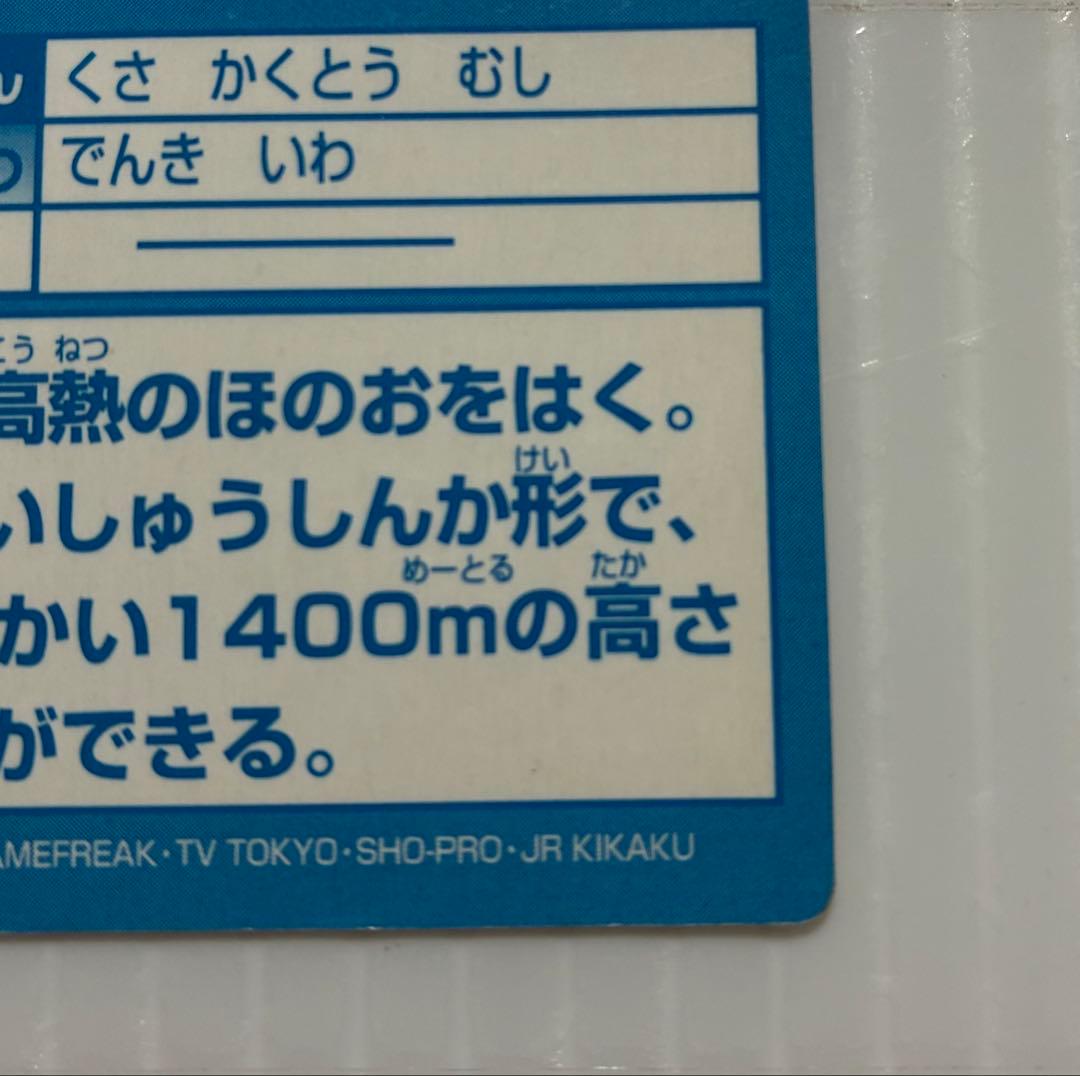 ん くさ かくとう むし
つ でんき いわ
こう ねつ
高熱のほのおをはく。
けい
いしゅうしんか形で、
めーとる たか
かい1400mの高さ
ができる。
AMEFREAK・TV TOKYO・SHO-PRO・JR KIKAKU